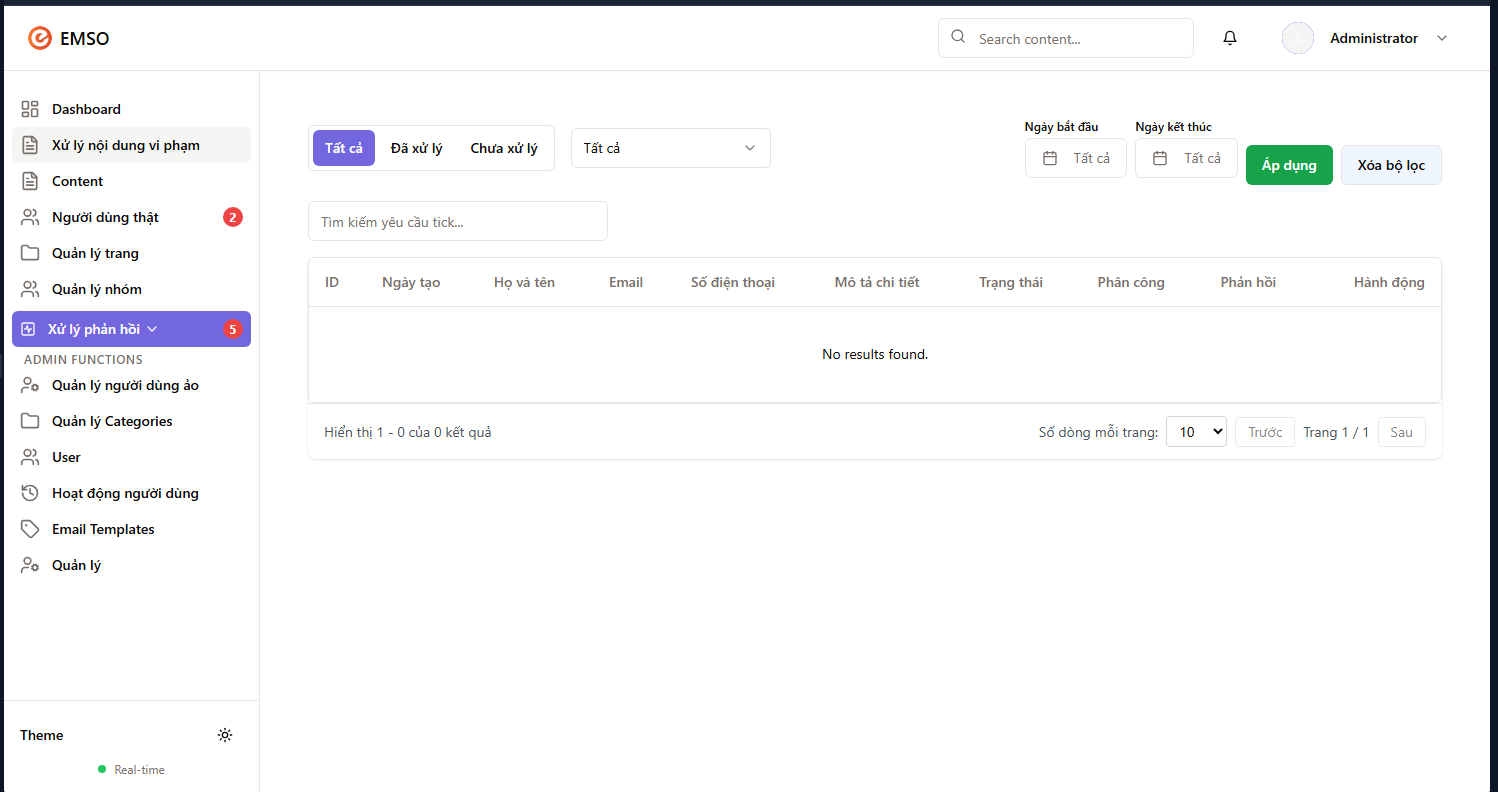 EMSO
Search content...
Administrator
Dashboard
Xử lý nội dung vi phạm
Content
Người dùng thật 2
Quản lý trang
Quản lý nhóm
Xử lý phản hồi 5
ADMIN FUNCTIONS
Quản lý người dùng ảo
Quản lý Categories
User
Hoạt động người dùng
Email Templates
Quản lý
Theme
Real-time
Ngày bắt đầu Ngày kết thúc
Tất cả Đã xử lý Chưa xử lý Tất cả Tất cả Tất cả Áp dụng Xóa bộ lọc
Tìm kiếm yêu cầu tick...
ID Ngày tạo Họ và tên Email Số điện thoại Mô tả chi tiết Trạng thái Phân công Phản hồi Hành động
No results found.
Hiển thị 1 - 0 của 0 kết quả Số dòng mỗi trang: 10 Trước Trang 1 / 1 Sau